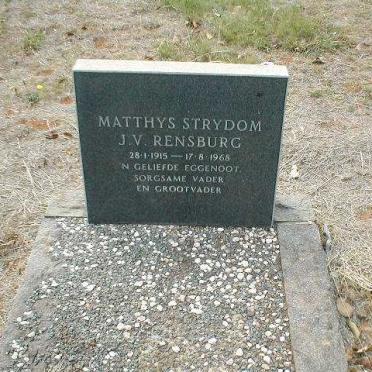 MATTHYS STRYDOM
J.V. RENSBURG
28·1·1915 — 17·8·1968
'N GELIEFDE EGGENOOT
SORGSAME VADER
EN GROOTVADER